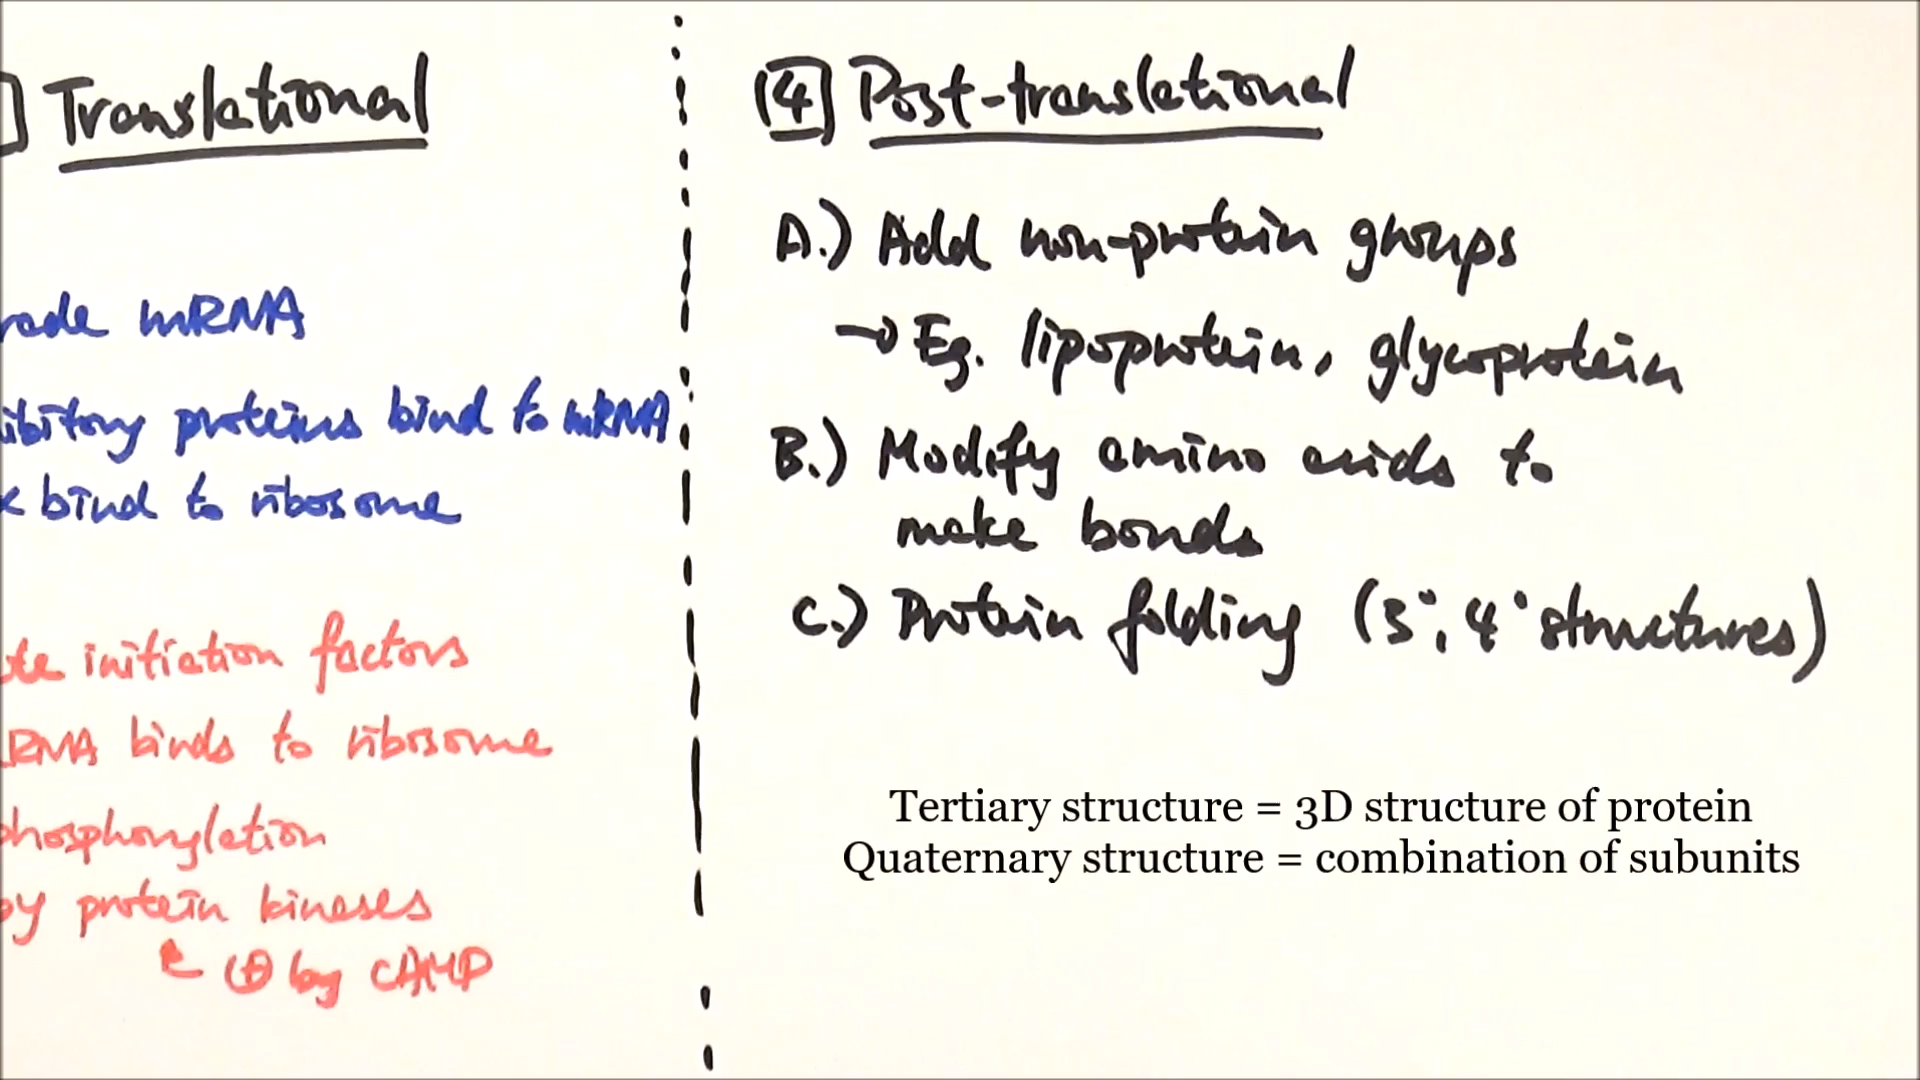 Translational
rade mRNA
ibitory proteins bind to mRNA
bind to ribosome
te initiation factors
RNA binds to ribosome
phosphorylation
by protein kinases
(+) by cAMP
[4] Post-translational
A.) Add non-protein groups
→ Eg. lipoprotein, glycoprotein
B.) Modify amino acids to
make bonds
C.) Protein folding (3°, 4° structures)
Tertiary structure = 3D structure of protein
Quaternary structure = combination of subunits